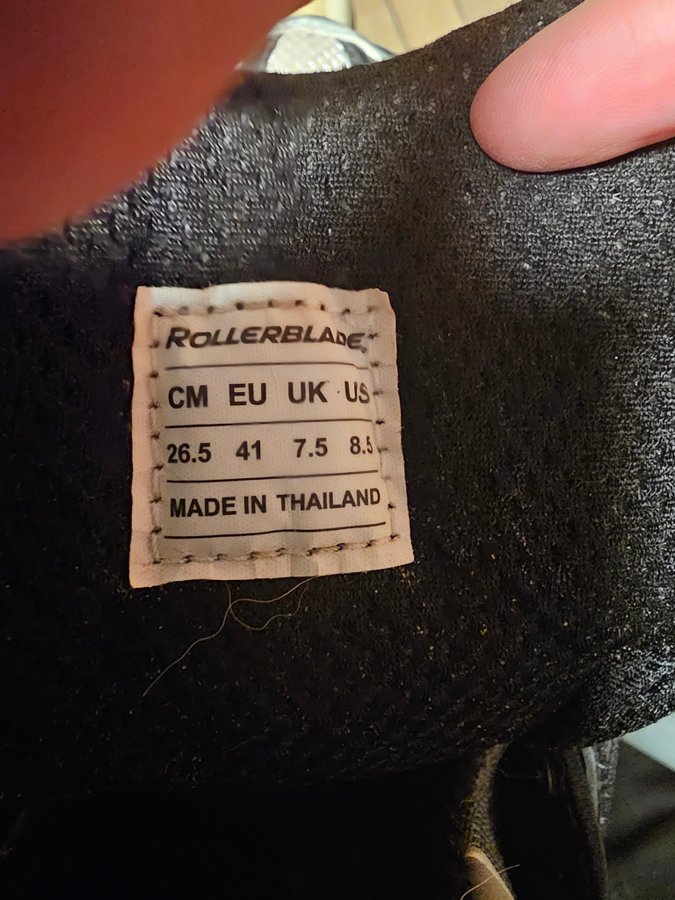 ROLLERBLADE
CM EU UK US
26.5 41 7.5 8.5
MADE IN THAILAND